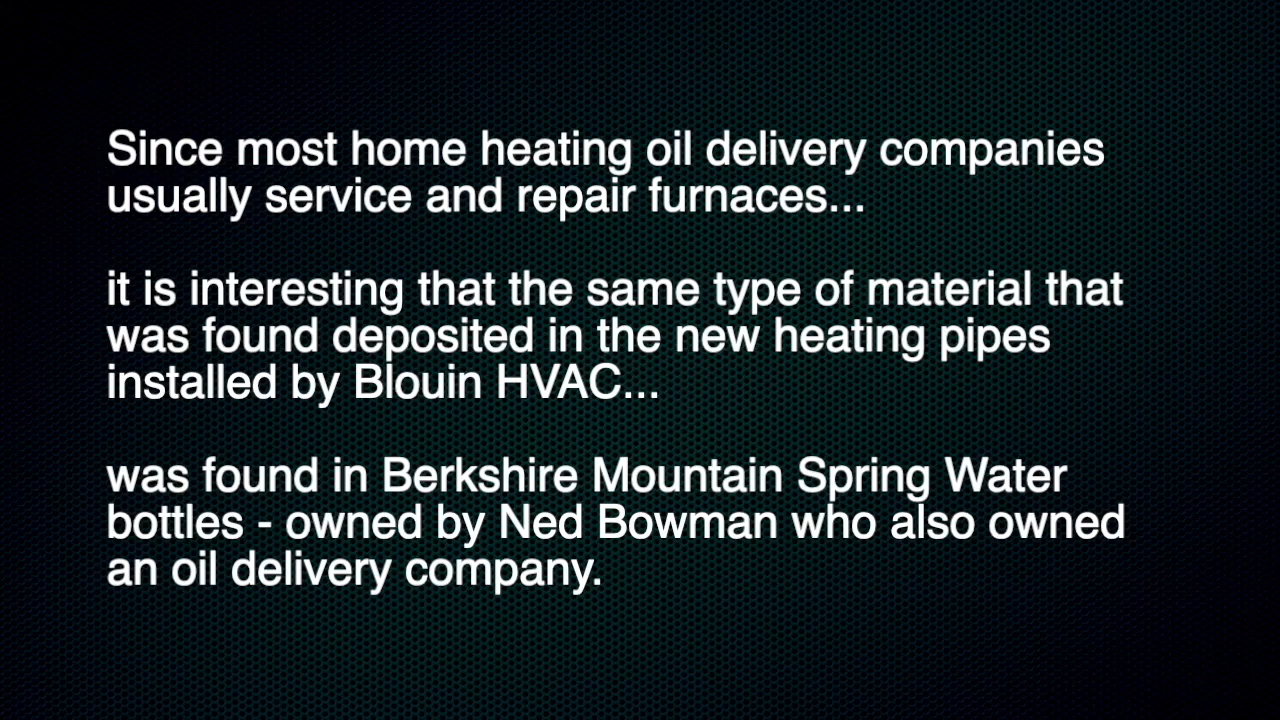 Since most home heating oil delivery companies
usually service and repair furnaces...
it is interesting that the same type of material that
was found deposited in the new heating pipes
installed by Blouin HVAC...
was found in Berkshire Mountain Spring Water
bottles - owned by Ned Bowman who also owned
an oil delivery company.